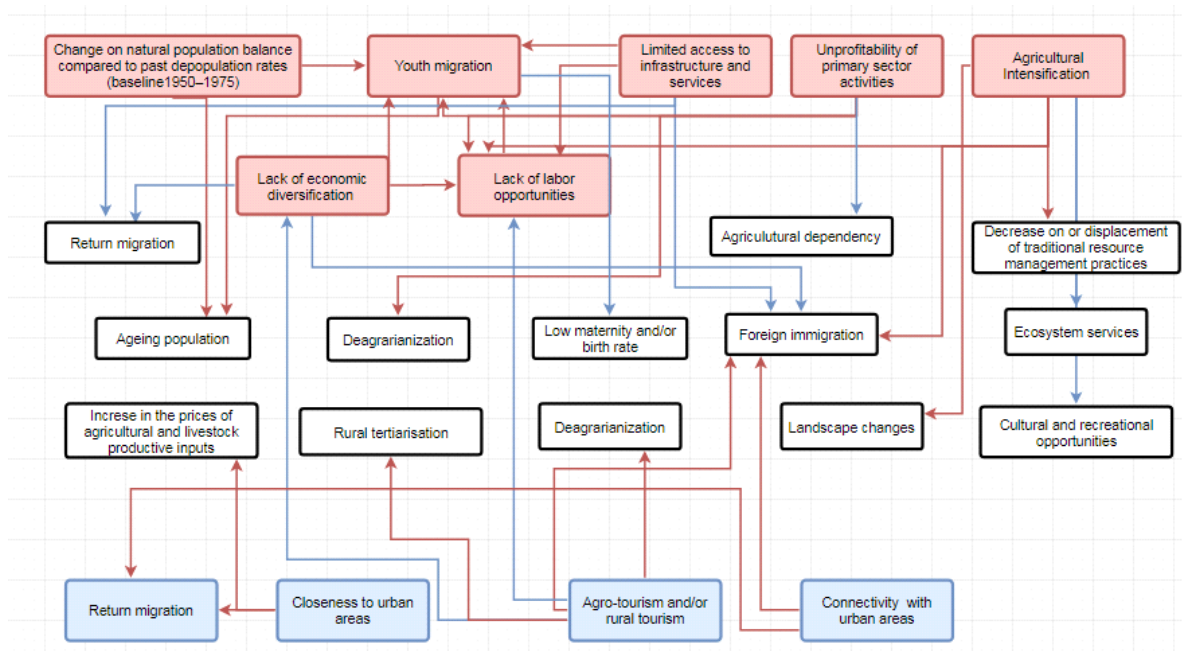 Change on natural population balance
compared to past depopulation rates
(baseline1950–1975)
Youth migration
Limited access to
infrastructure and
services
Unprofitability of
primary sector
activities
Agricultural
Intensification
Lack of economic
diversification
Lack of labor
opportunities
Return migration
Agriculutural dependency
Decrease on or displacement
of traditional resource
management practices
Ageing population
Deagrarianization
Low maternity and/or
birth rate
Foreign immigration
Ecosystem services
Increse in the prices of
agricultural and livestock
productive inputs
Rural tertiarisation
Deagrarianization
Landscape changes
Cultural and recreational
opportunities
Return migration
Closeness to urban
areas
Agro-tourism and/or
rural tourism
Connectivity with
urban areas